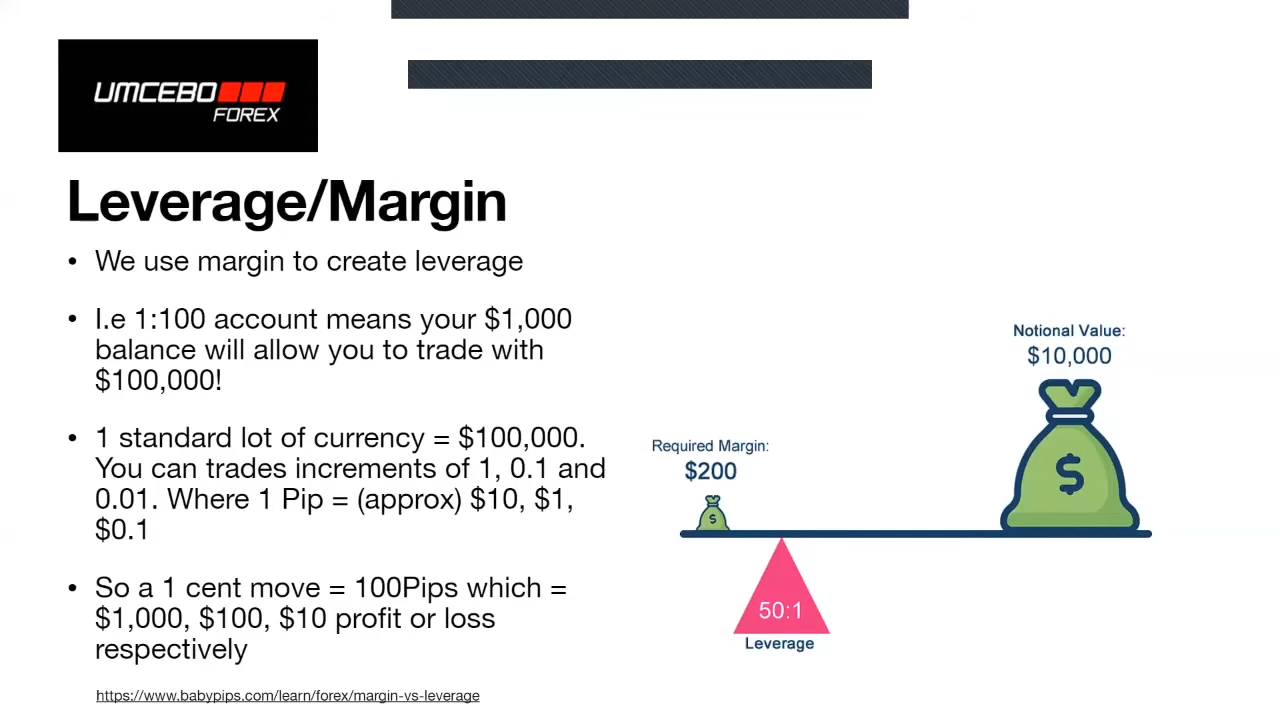 UMCEBO
FOREX
Leverage/Margin
• We use margin to create leverage
• I.e 1:100 account means your $1,000
balance will allow you to trade with
$100,000!
• 1 standard lot of currency = $100,000.
You can trades increments of 1, 0.1 and
0.01. Where 1 Pip = (approx) $10, $1,
$0.1
• So a 1 cent move = 100Pips which =
$1,000, $100, $10 profit or loss
respectively
https://www.babypips.com/learn/forex/margin-vs-leverage
Required Margin:
$200
$
Notional Value:
$10,000
$
50:1
Leverage